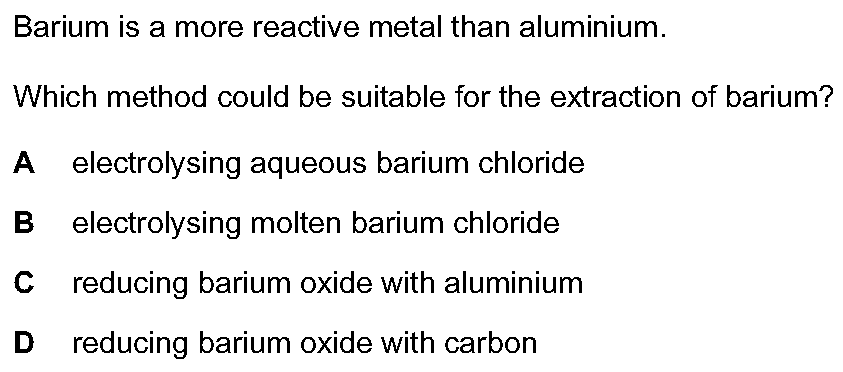 Barium is a more reactive metal than aluminium.
Which method could be suitable for the extraction of barium?
A electrolysing aqueous barium chloride
B electrolysing molten barium chloride
C reducing barium oxide with aluminium
D reducing barium oxide with carbon